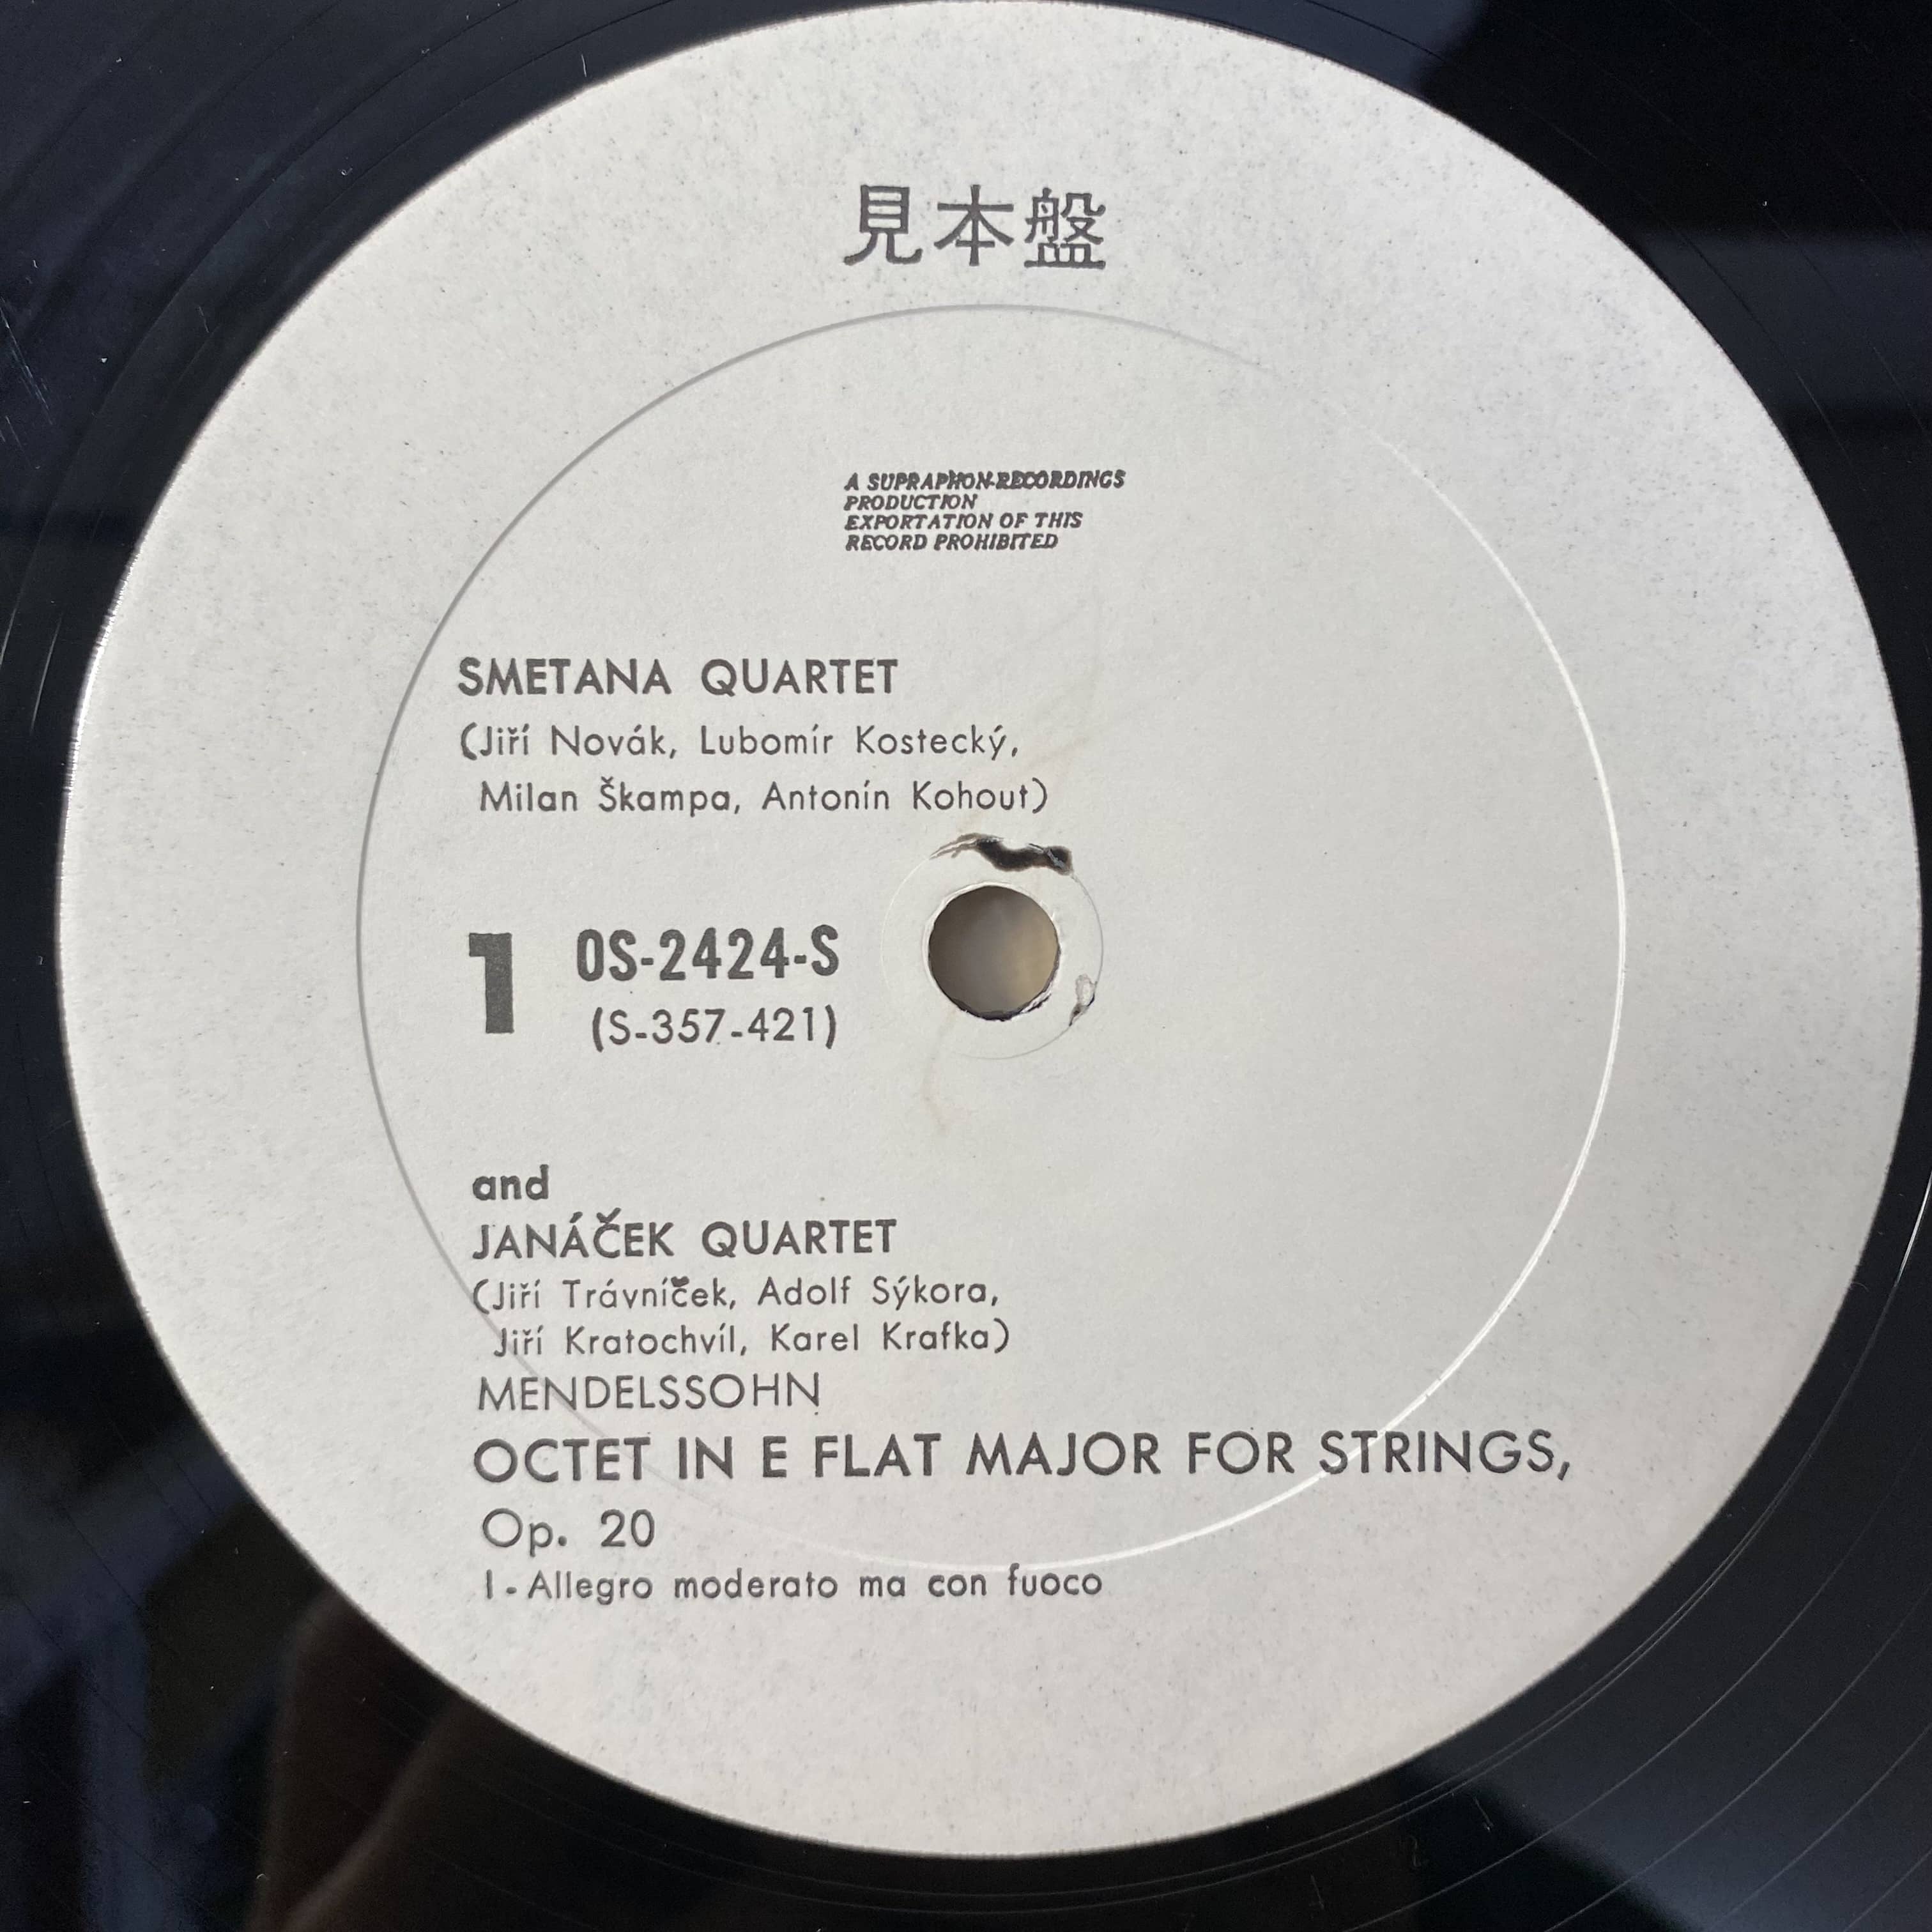 見本盤
A SUPRAPHON-RECORDINGS
PRODUCTION
EXPORTATION OF THIS
RECORD PROHIBITED
SMETANA QUARTET
(Jiří Novák, Lubomír Kostecký,
Milan Škampa, Antonín Kohout)
1 OS-2424-S
(S-357-421)
and
JANÁČEK QUARTET
(Jiří Trávníček, Adolf Sýkora,
Jiří Kratochvíl, Karel Krafka)
MENDELSSOHN
OCTET IN E FLAT MAJOR FOR STRINGS,
Op. 20
I-Allegro moderato ma con fuoco